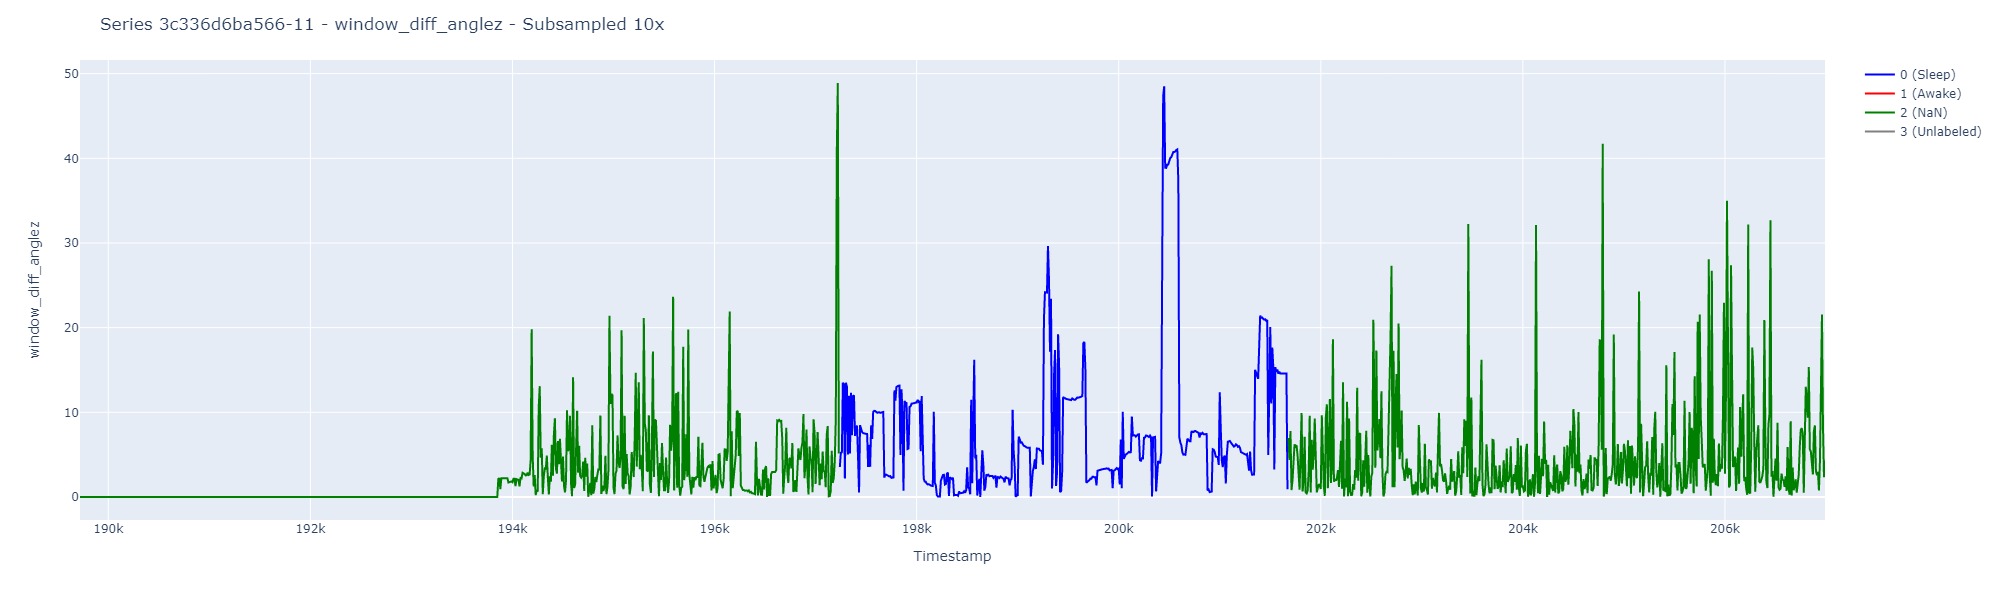 Series 3c336d6ba566-11 - window_diff_anglez - Subsampled 10x
0 (Sleep)
1 (Awake)
2 (NaN)
3 (Unlabeled)
window_diff_anglez
50
40
30
20
10
0
190k 192k 194k 196k 198k 200k 202k 204k 206k
Timestamp